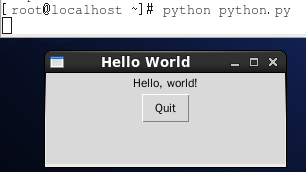 [ root@localhost ~]# python python.py
Hello World
Hello, world!
Quit